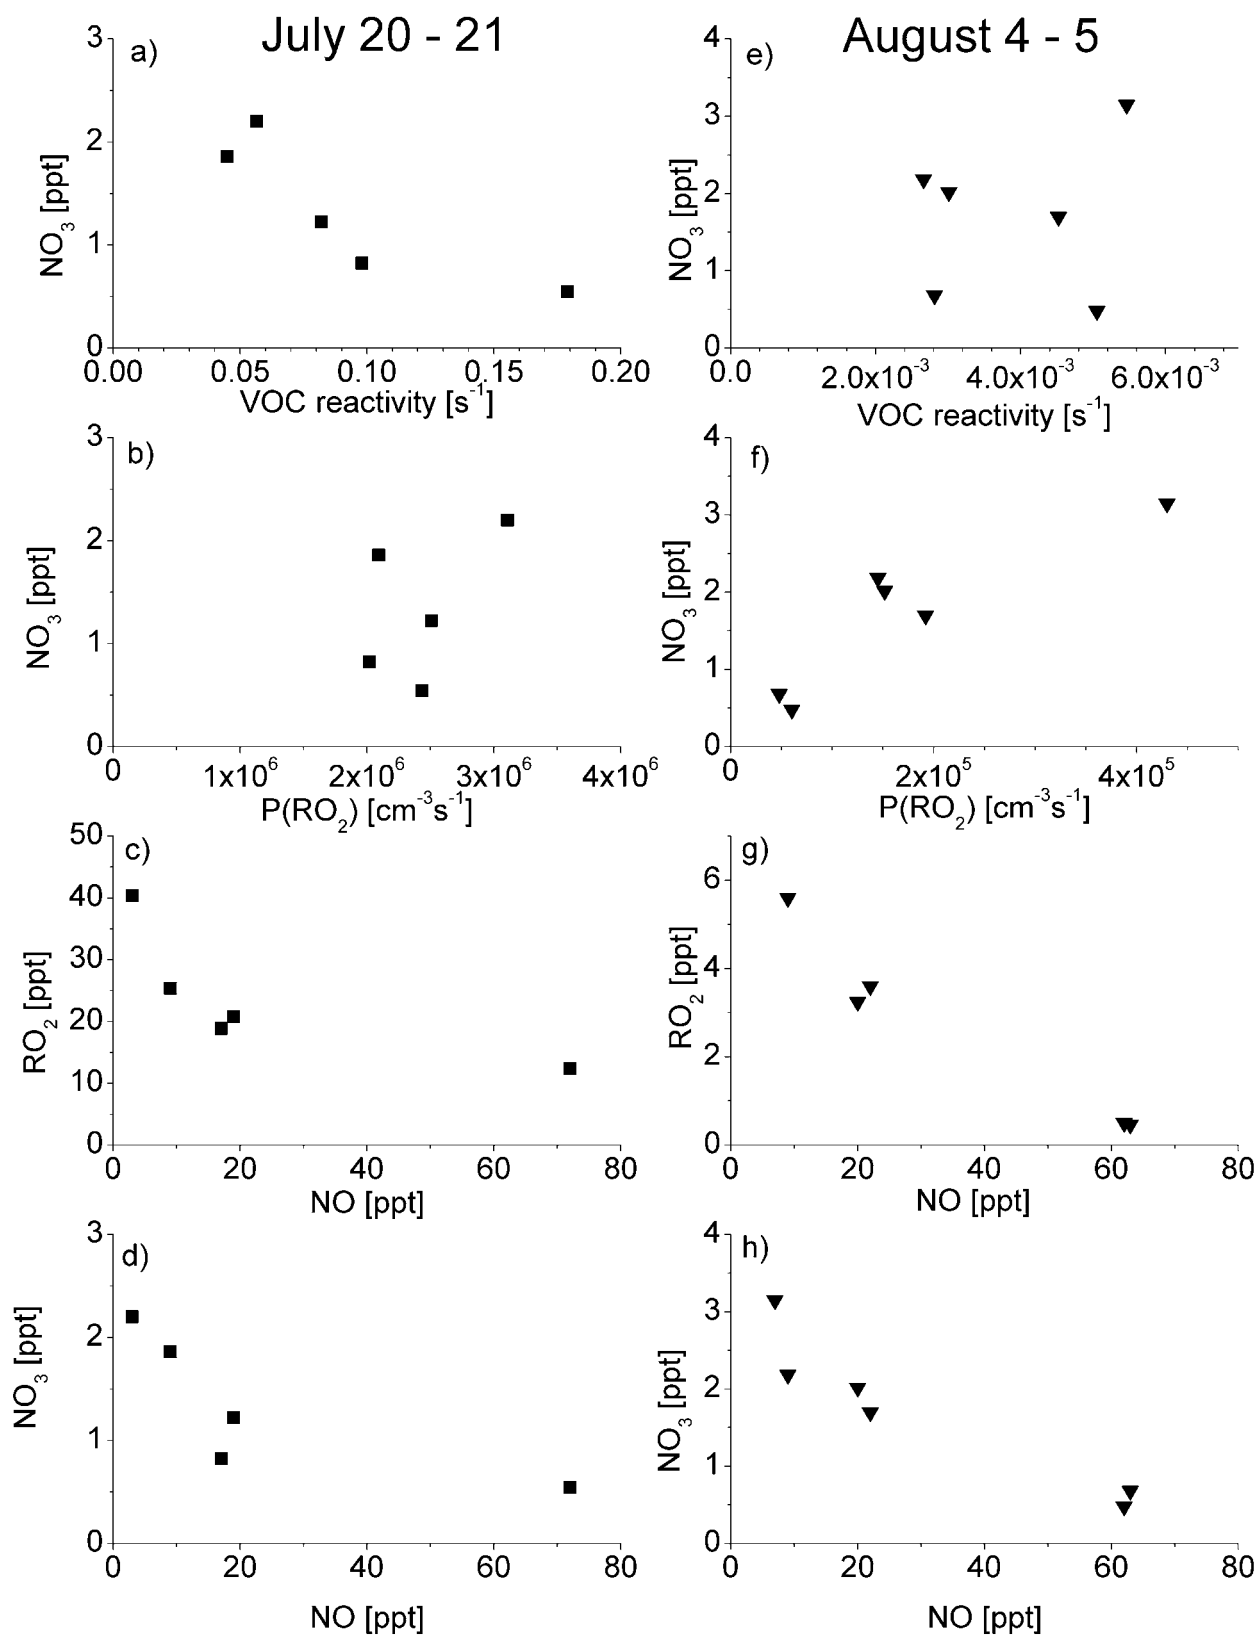 July 20 - 21
August 4 - 5
a)
3
2
1
0
NO₃ [ppt]
0.00 0.05 0.10 0.15 0.20
VOC reactivity [s⁻¹]
e)
4
3
2
1
0
NO₃ [ppt]
2.0x10⁻³ 4.0x10⁻³ 6.0x10⁻³
VOC reactivity [s⁻¹]
b)
3
2
1
0
NO₃ [ppt]
0 1x10⁶ 2x10⁶ 3x10⁶ 4x10⁶
P(RO₂) [cm⁻³s⁻¹]
f)
4
3
2
1
0
NO₃ [ppt]
0 2x10⁵ 4x10⁵
P(RO₂) [cm⁻³s⁻¹]
c)
50
40
30
20
10
0
RO₂ [ppt]
0 20 40 60 80
NO [ppt]
g)
6
4
2
0
RO₂ [ppt]
0 20 40 60 80
NO [ppt]
d)
3
2
1
0
NO₃ [ppt]
0 20 40 60 80
NO [ppt]
h)
4
3
2
1
0
NO₃ [ppt]
0 20 40 60 80
NO [ppt]